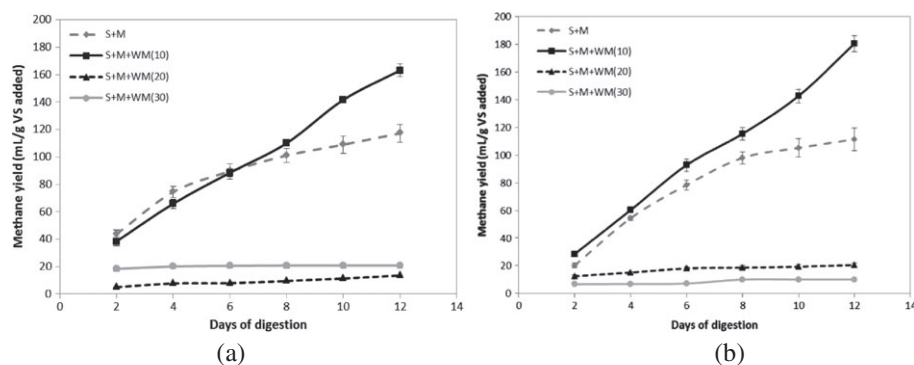 200
180
160
140
120
100
80
60
40
20
0
Methane yield (mL/g VS added)
S+M
S+M+WM(10)
S+M+WM(20)
S+M+WM(30)
0 2 4 6 8 10 12 14
Days of digestion
(a)
200
180
160
140
120
100
80
60
40
20
0
Methane yield (mL/g VS added)
S+M
S+M+WM(10)
S+M+WM(20)
S+M+WM(30)
0 2 4 6 8 10 12 14
Days of digestion
(b)